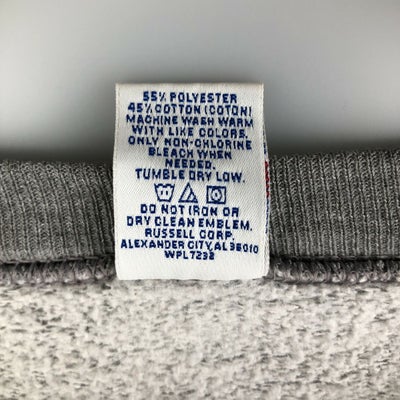 55% POLYESTER
45% COTTON (COTON)
MACHINE WASH WARM
WITH LIKE COLORS.
ONLY NON-CHLORINE
BLEACH WHEN
NEEDED.
TUMBLE DRY LOW.
DO NOT IRON OR
DRY CLEAN EMBLEM.
RUSSELL CORP.
ALEXANDER CITY, AL 35010
WPL7232